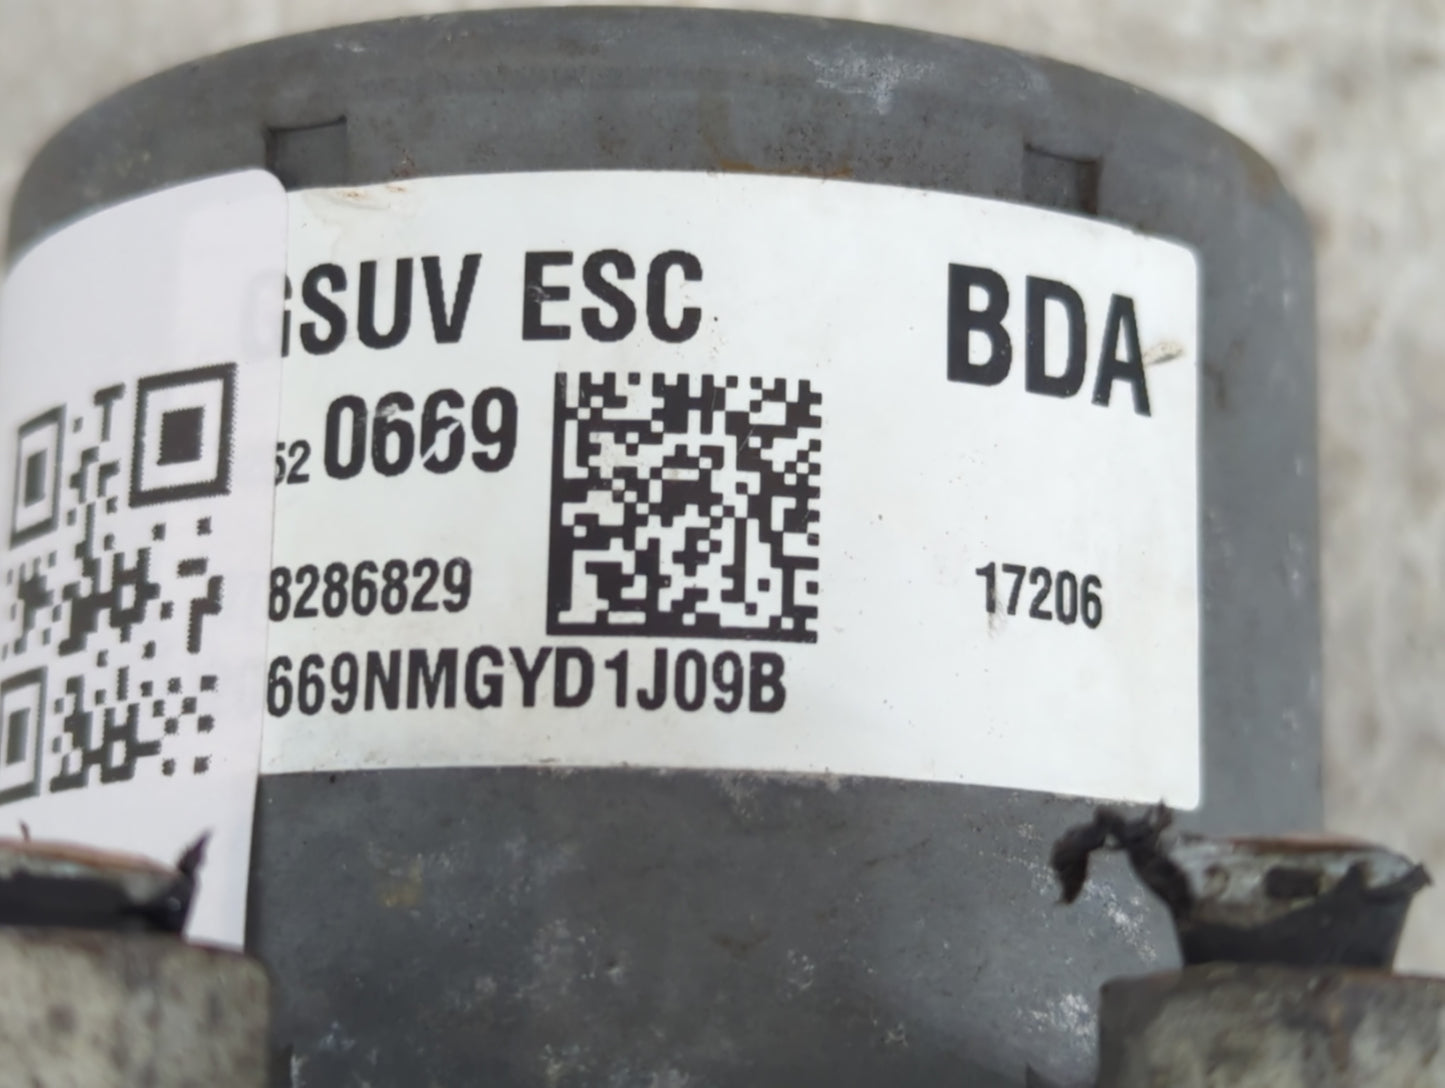 GSUV ESC
BDA
52 0669
8286829
17206
669NMGYD1J09B